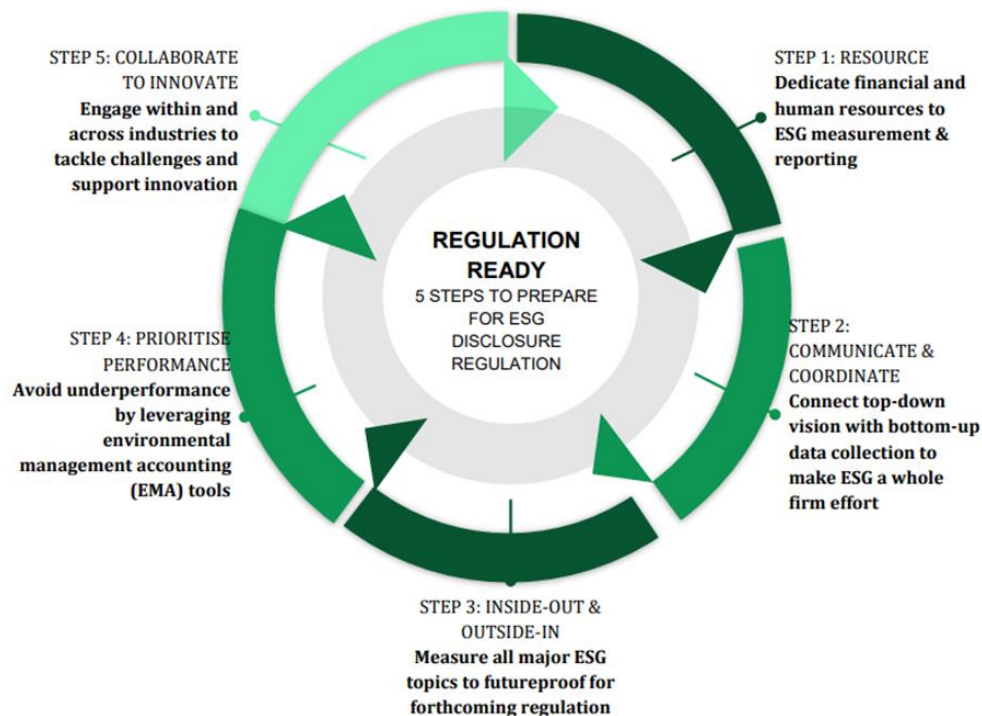 REGULATION
READY
5 STEPS TO PREPARE
FOR ESG
DISCLOSURE
REGULATION
STEP 1: RESOURCE
Dedicate financial and
human resources to
ESG measurement &
reporting
STEP 2:
COMMUNICATE &
COORDINATE
Connect top-down
vision with bottom-up
data collection to
make ESG a whole
firm effort
STEP 3: INSIDE-OUT &
OUTSIDE-IN
Measure all major ESG
topics to futureproof for
forthcoming regulation
STEP 4: PRIORITISE
PERFORMANCE
Avoid underperformance
by leveraging
environmental
management accounting
(EMA) tools
STEP 5: COLLABORATE
TO INNOVATE
Engage within and
across industries to
tackle challenges and
support innovation